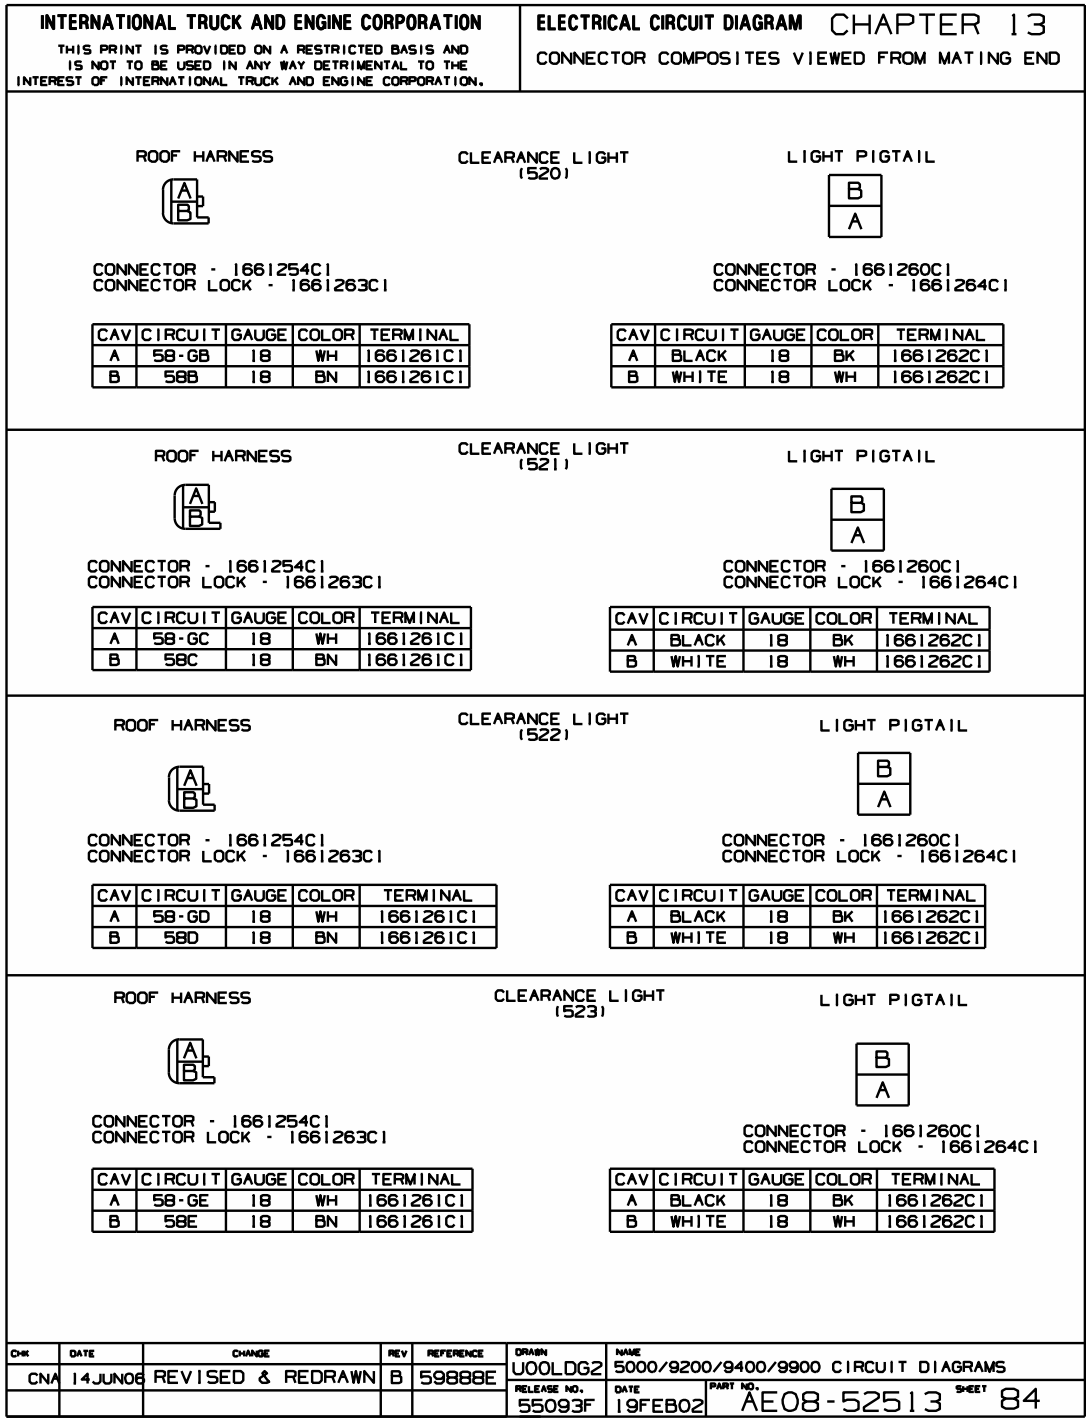 INTERNATIONAL TRUCK AND ENGINE CORPORATION
THIS PRINT IS PROVIDED ON A RESTRICTED BASIS AND
IS NOT TO BE USED IN ANY WAY DETRIMENTAL TO THE
INTEREST OF INTERNATIONAL TRUCK AND ENGINE CORPORATION.
ELECTRICAL CIRCUIT DIAGRAM CHAPTER 13
CONNECTOR COMPOSITES VIEWED FROM MATING END
ROOF HARNESS
A
B
CONNECTOR - 1661254C1
CONNECTOR LOCK - 1661263C1
CAV CIRCUIT GAUGE COLOR TERMINAL
A 58-GB 18 WH 1661261C1
B 58B 18 BN 1661261C1
CLEARANCE LIGHT
(520)
LIGHT PIGTAIL
B
A
CONNECTOR - 1661260C1
CONNECTOR LOCK - 1661264C1
CAV CIRCUIT GAUGE COLOR TERMINAL
A BLACK 18 BK 1661262C1
B WHITE 18 WH 1661262C1
ROOF HARNESS
A
B
CONNECTOR - 1661254C1
CONNECTOR LOCK - 1661263C1
CAV CIRCUIT GAUGE COLOR TERMINAL
A 58-GC 18 WH 1661261C1
B 58C 18 BN 1661261C1
CLEARANCE LIGHT
(521)
LIGHT PIGTAIL
B
A
CONNECTOR - 1661260C1
CONNECTOR LOCK - 1661264C1
CAV CIRCUIT GAUGE COLOR TERMINAL
A BLACK 18 BK 1661262C1
B WHITE 18 WH 1661262C1
ROOF HARNESS
A
B
CONNECTOR - 1661254C1
CONNECTOR LOCK - 1661263C1
CAV CIRCUIT GAUGE COLOR TERMINAL
A 58-GD 18 WH 1661261C1
B 58D 18 BN 1661261C1
CLEARANCE LIGHT
(522)
LIGHT PIGTAIL
B
A
CONNECTOR - 1661260C1
CONNECTOR LOCK - 1661264C1
CAV CIRCUIT GAUGE COLOR TERMINAL
A BLACK 18 BK 1661262C1
B WHITE 18 WH 1661262C1
ROOF HARNESS
A
B
CONNECTOR - 1661254C1
CONNECTOR LOCK - 1661263C1
CAV CIRCUIT GAUGE COLOR TERMINAL
A 58-GE 18 WH 1661261C1
B 58E 18 BN 1661261C1
CLEARANCE LIGHT
(523)
LIGHT PIGTAIL
B
A
CONNECTOR - 1661260C1
CONNECTOR LOCK - 1661264C1
CAV CIRCUIT GAUGE COLOR TERMINAL
A BLACK 18 BK 1661262C1
B WHITE 18 WH 1661262C1
CHK DATE CHANGE REV REFERENCE
CNA 14JUN06 REVISED & REDRAWN B 59888E
DRAWN
U00LDG2
NAME
5000/9200/9400/9900 CIRCUIT DIAGRAMS
RELEASE NO.
55093F
DATE
19FEB02
PART NO.
AE08-52513
SHEET 84